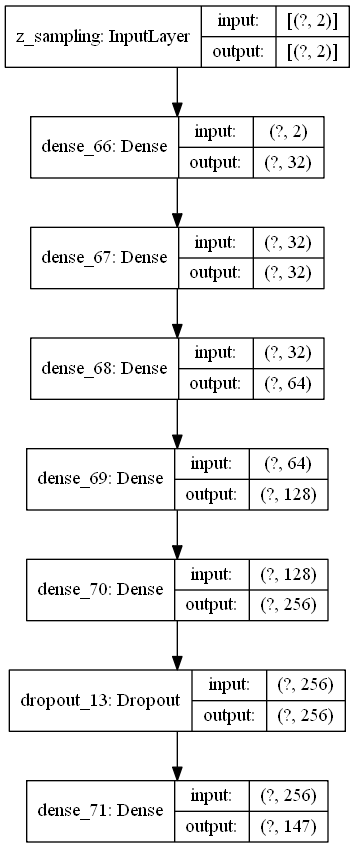 z_sampling: InputLayer
input: [(?, 2)]
output: [(?, 2)]
dense_66: Dense
input: (?, 2)
output: (?, 32)
dense_67: Dense
input: (?, 32)
output: (?, 32)
dense_68: Dense
input: (?, 32)
output: (?, 64)
dense_69: Dense
input: (?, 64)
output: (?, 128)
dense_70: Dense
input: (?, 128)
output: (?, 256)
dropout_13: Dropout
input: (?, 256)
output: (?, 256)
dense_71: Dense
input: (?, 256)
output: (?, 147)